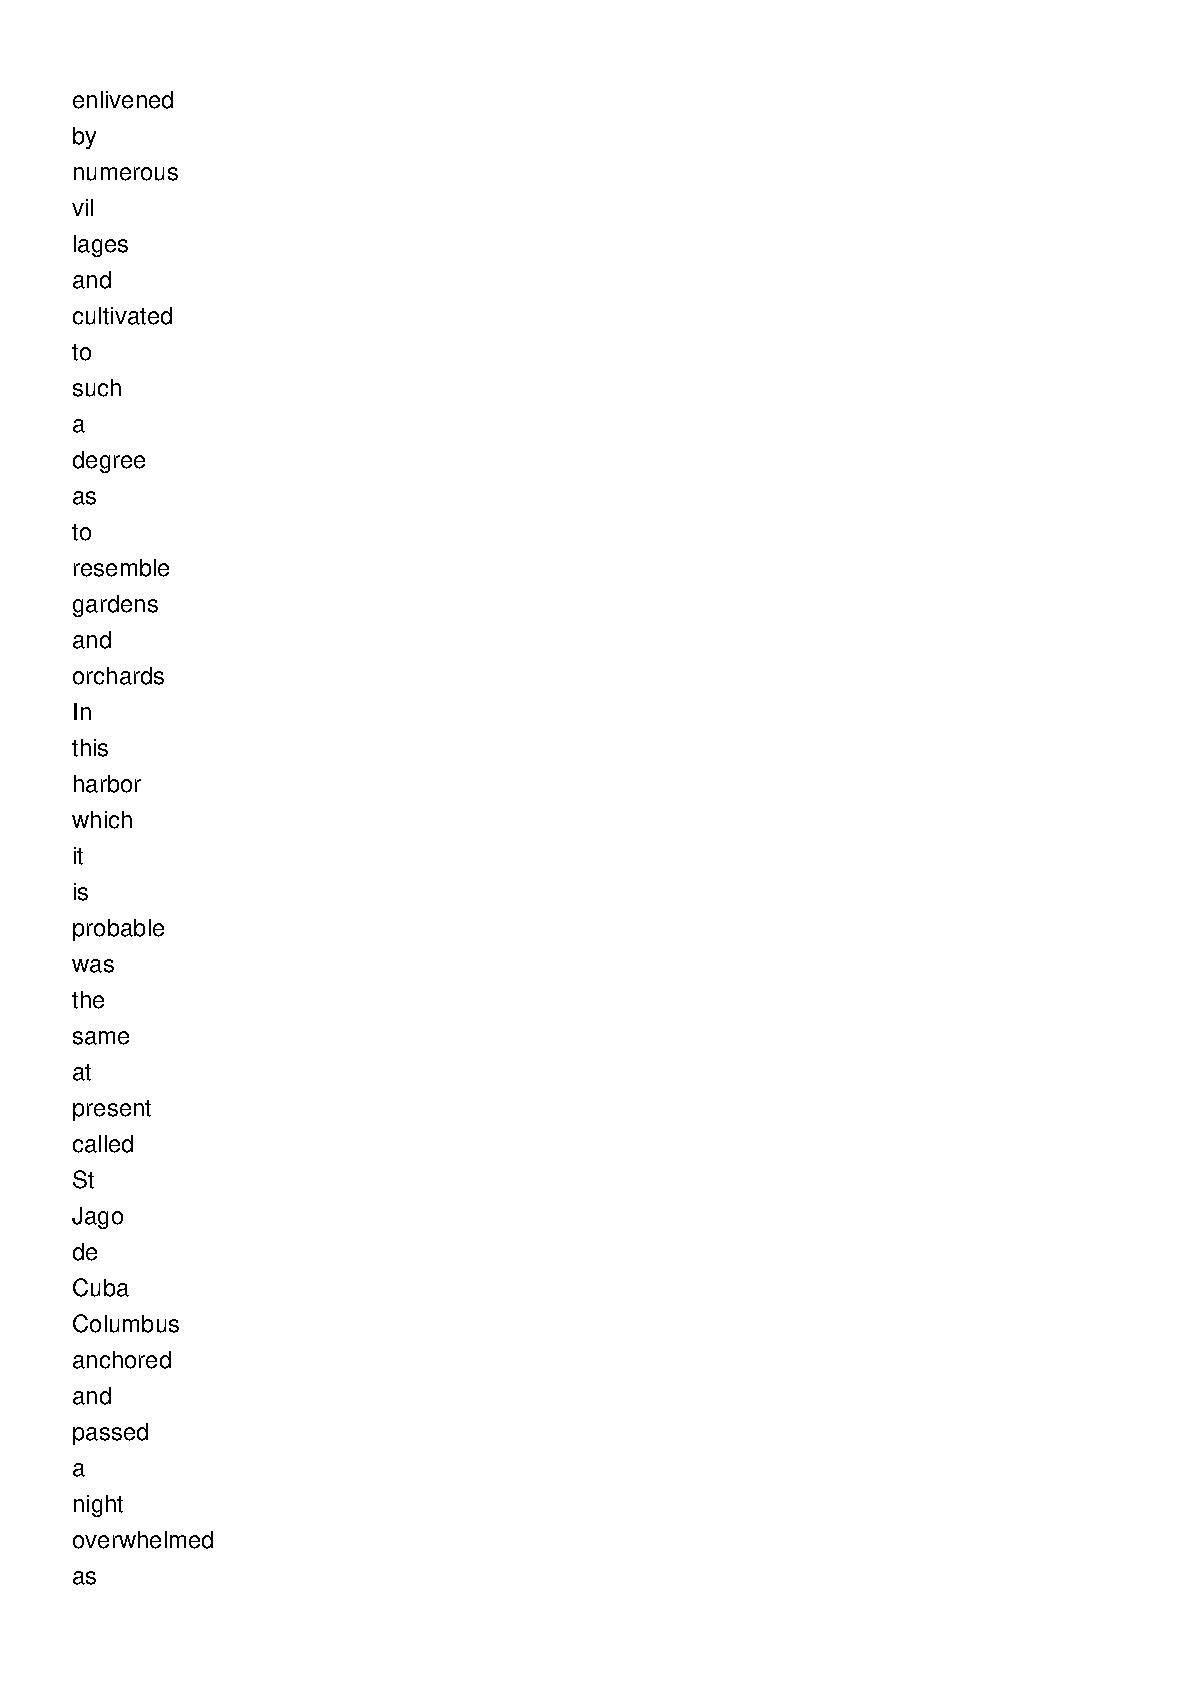 enlivened
by
numerous
vil
lages
and
cultivated
to
such
a
degree
as
to
resemble
gardens
and
orchards
In
this
harbor
which
it
is
probable
was
the
same
at
present
called
St
Jago
de
Cuba
Columbus
anchored
and
passed
a
night
overwhelmed
as